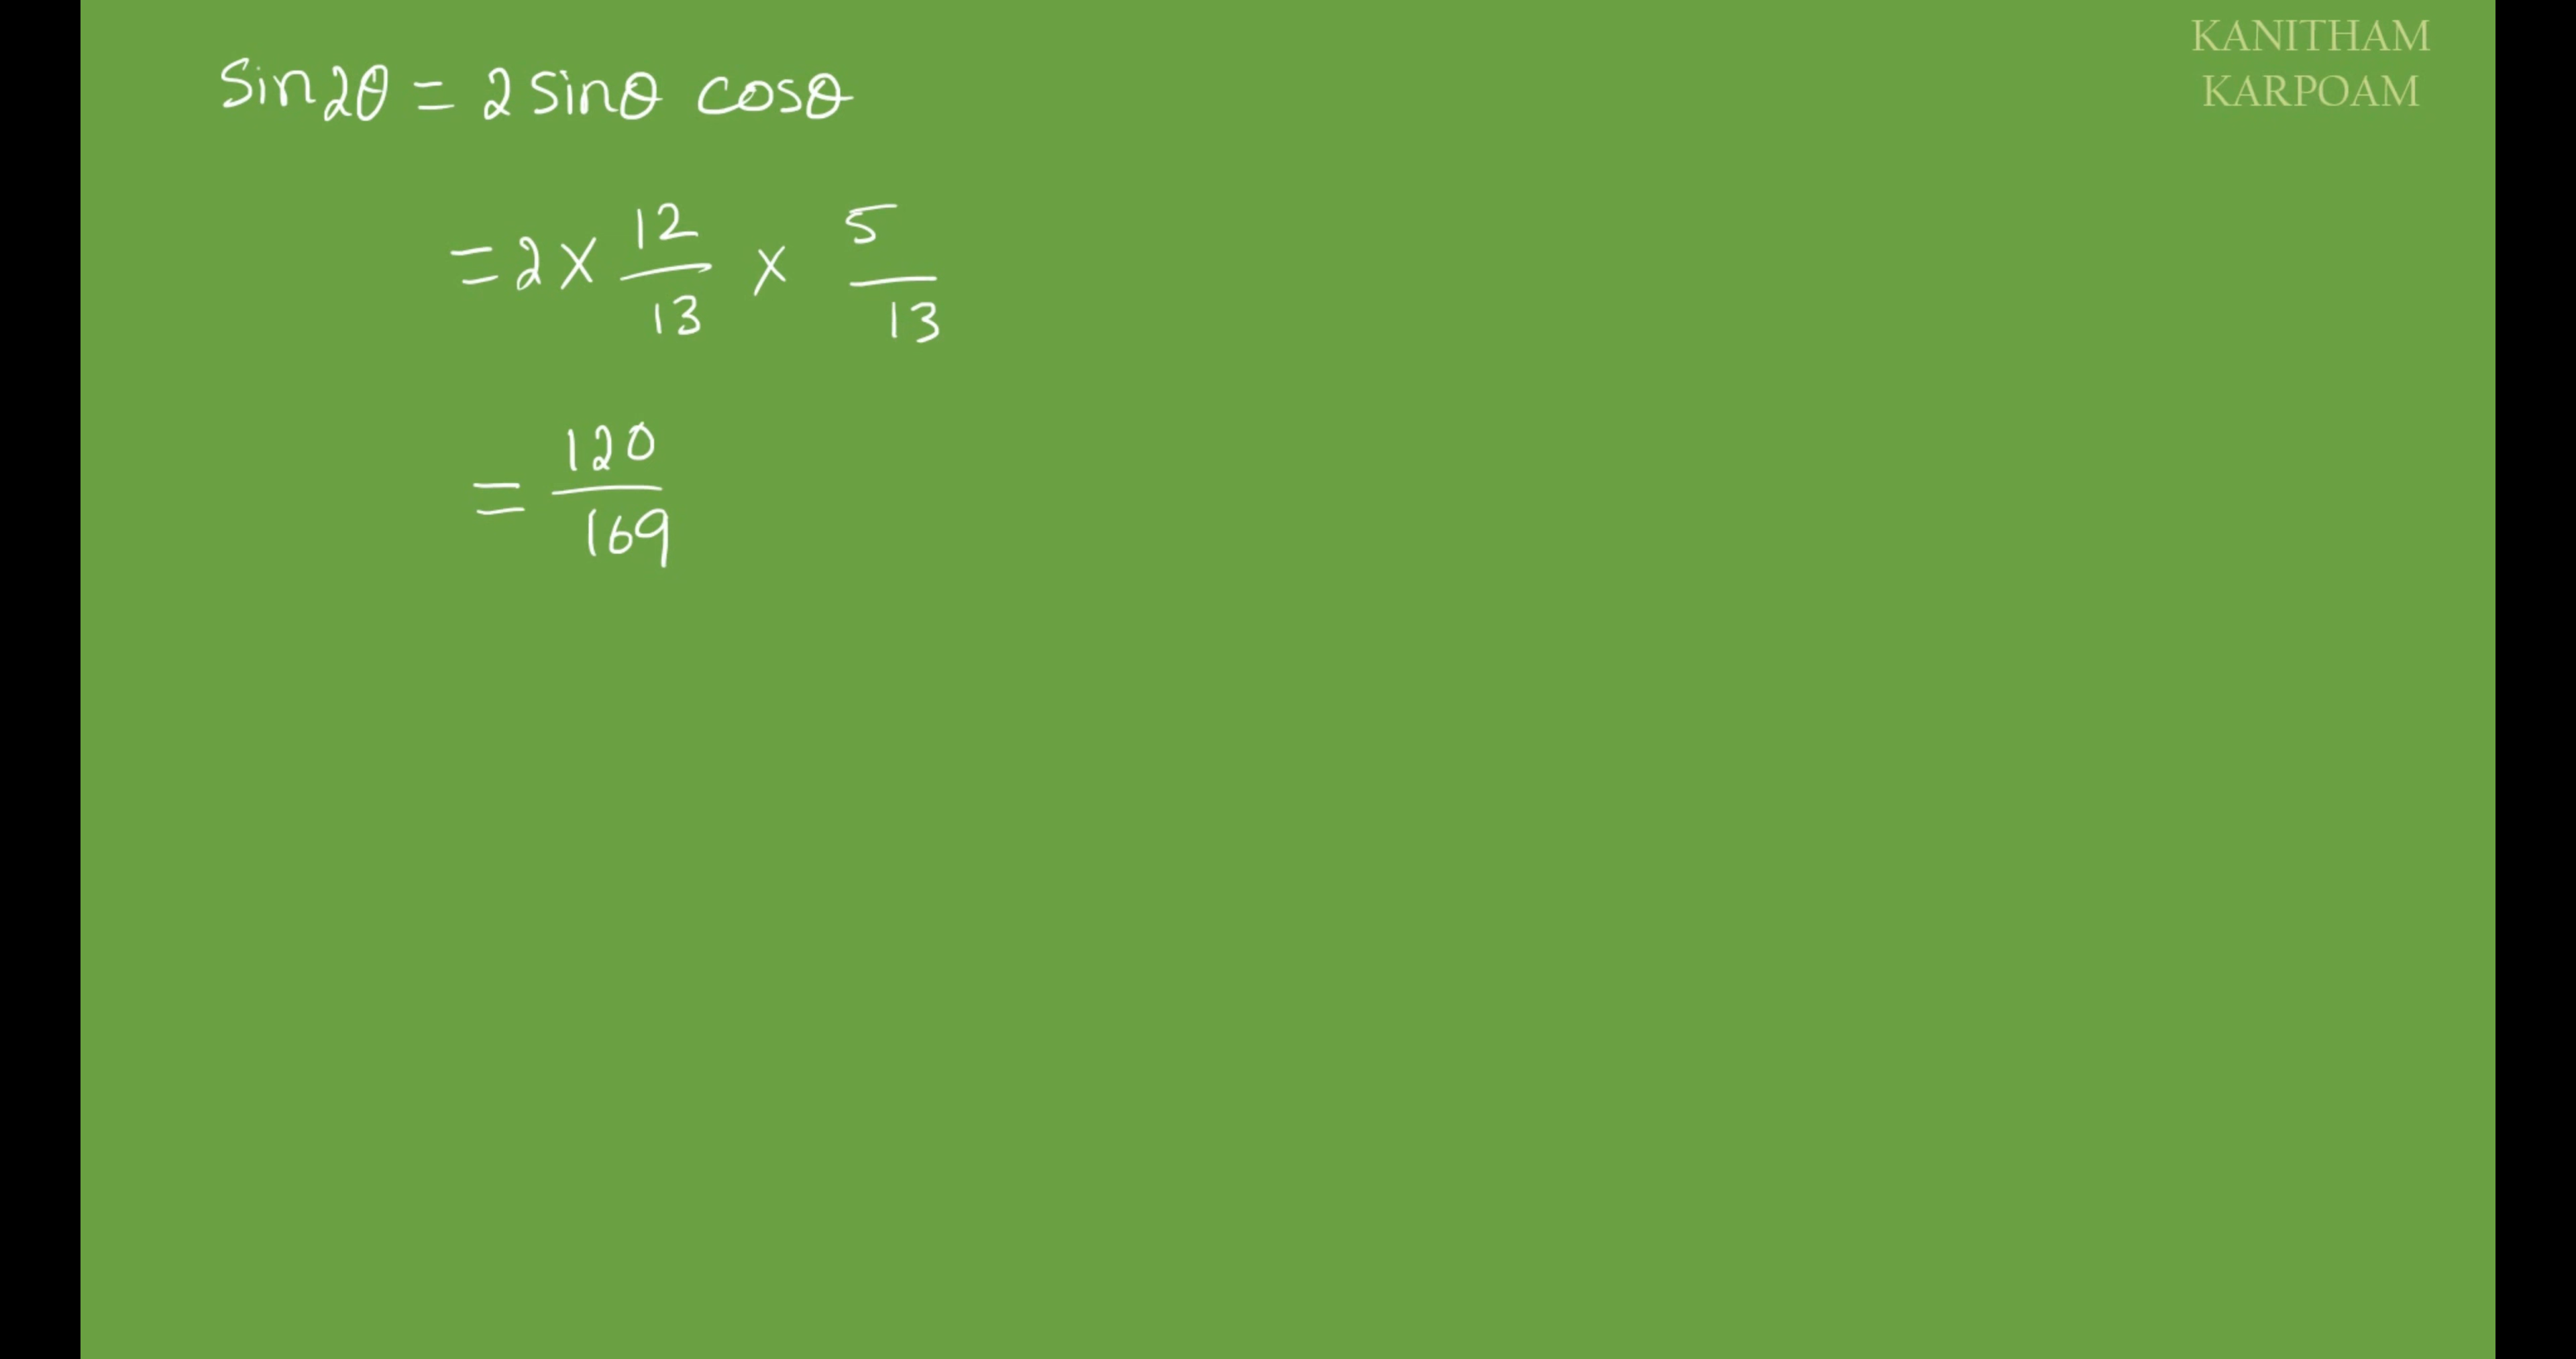 Sin2θ = 2 sinθ cosθ
= 2 × 12/13 × 5/13
= 120/169
KANITHAM
KARPOAM